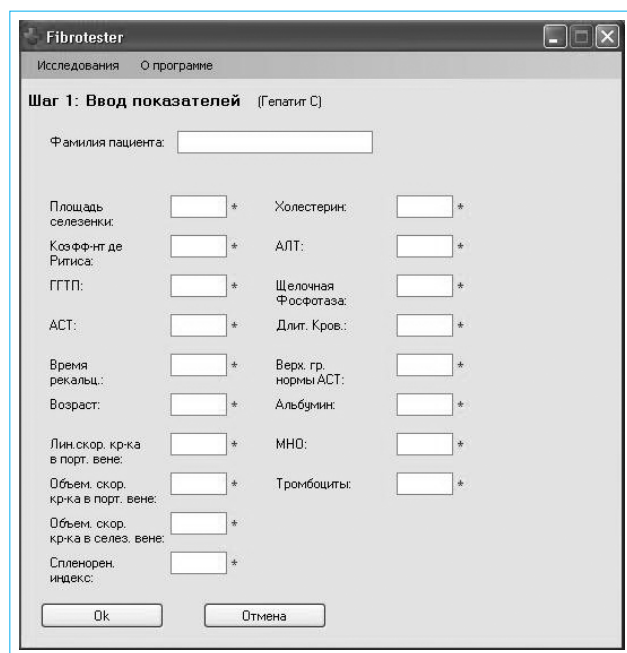 Fibrotester
Исследования О программе
Шаг 1: Ввод показателей (Гепатит С)
Фамилия пациента:
Площадь
селезенки: *
Холестерин: *
Коэфф-нт де
Ритиса: *
АЛТ: *
ГГТП: *
Щелочная
Фосфотаза: *
АСТ: *
Длит. Кров.: *
Время
рекальц.: *
Верх. гр.
нормы АСТ: *
Возраст: *
Альбумин: *
Лин.скор. кр-ка
в порт. вене: *
МНО: *
Объем. скор.
кр-ка в порт. вене: *
Тромбоциты: *
Объем. скор.
кр-ка в селез. вене: *
Спленорен.
индекс: *
Ok Отмена